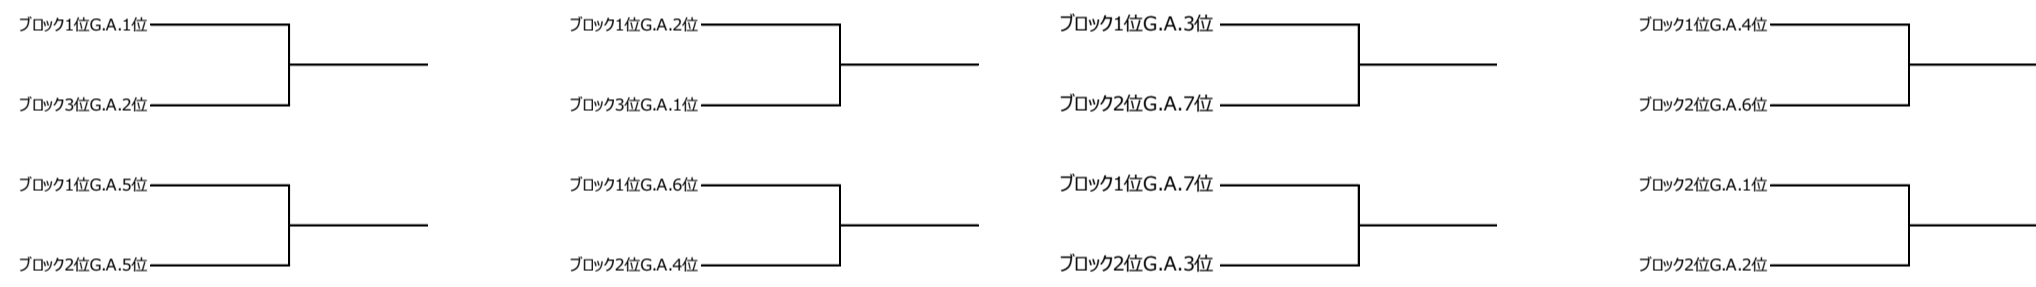 ブロック1位G.A.1位
ブロック3位G.A.2位
ブロック1位G.A.5位
ブロック2位G.A.5位
ブロック1位G.A.2位
ブロック3位G.A.1位
ブロック1位G.A.6位
ブロック2位G.A.4位
ブロック1位G.A.3位
ブロック2位G.A.7位
ブロック1位G.A.7位
ブロック2位G.A.3位
ブロック1位G.A.4位
ブロック2位G.A.6位
ブロック2位G.A.1位
ブロック2位G.A.2位